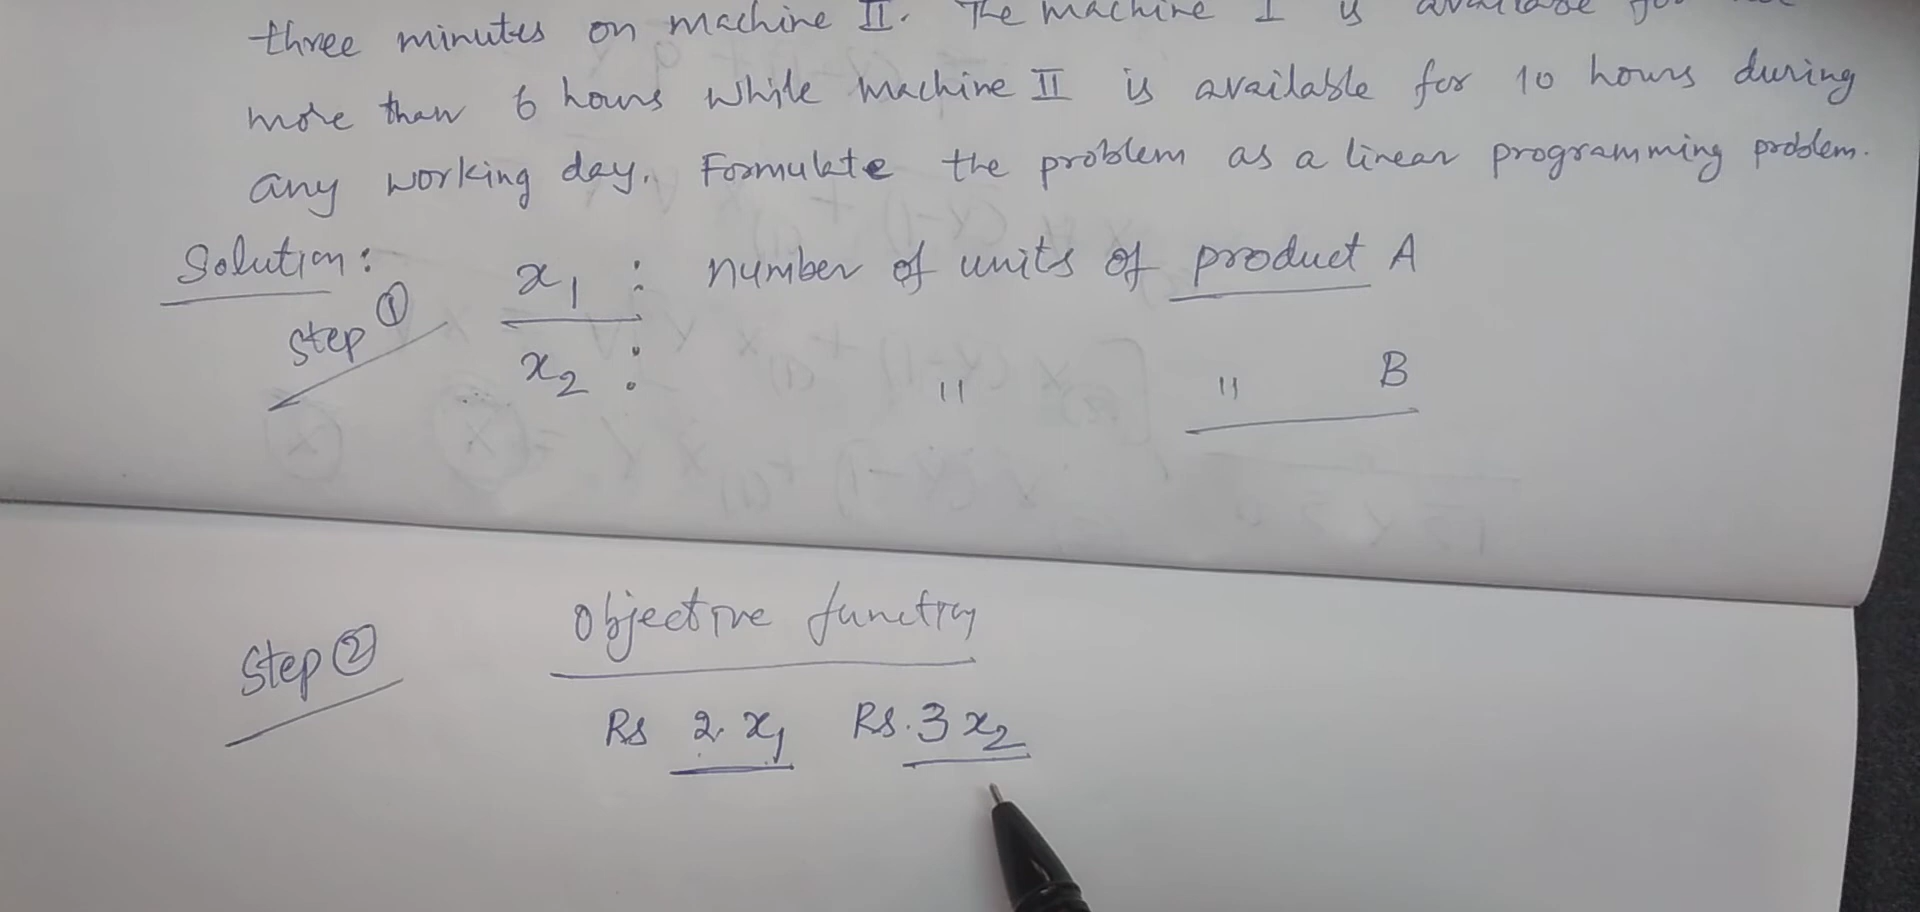 three minutes on machine II. The machine I is
more than 6 hours while machine II is available for 10 hours during
any working day. Formulate the problem as a linear programming problem.
Solution:
Step ①
x₁ : number of units of product A
x₂ : " " B
Step ②
Objective function
Rs 2. x₁ Rs. 3 x₂